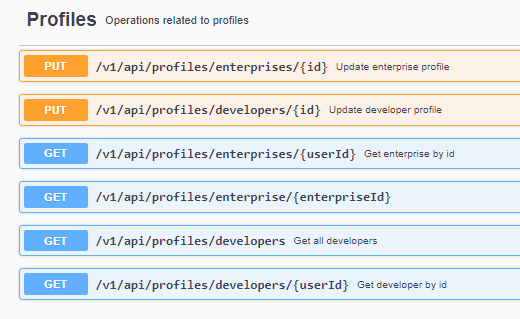 Profiles Operations related to profiles
PUT /v1/api/profiles/enterprises/{id} Update enterprise profile
PUT /v1/api/profiles/developers/{id} Update developer profile
GET /v1/api/profiles/enterprises/{userId} Get enterprise by id
GET /v1/api/profiles/enterprise/{enterpriseId}
GET /v1/api/profiles/developers Get all developers
GET /v1/api/profiles/developers/{userId} Get developer by id